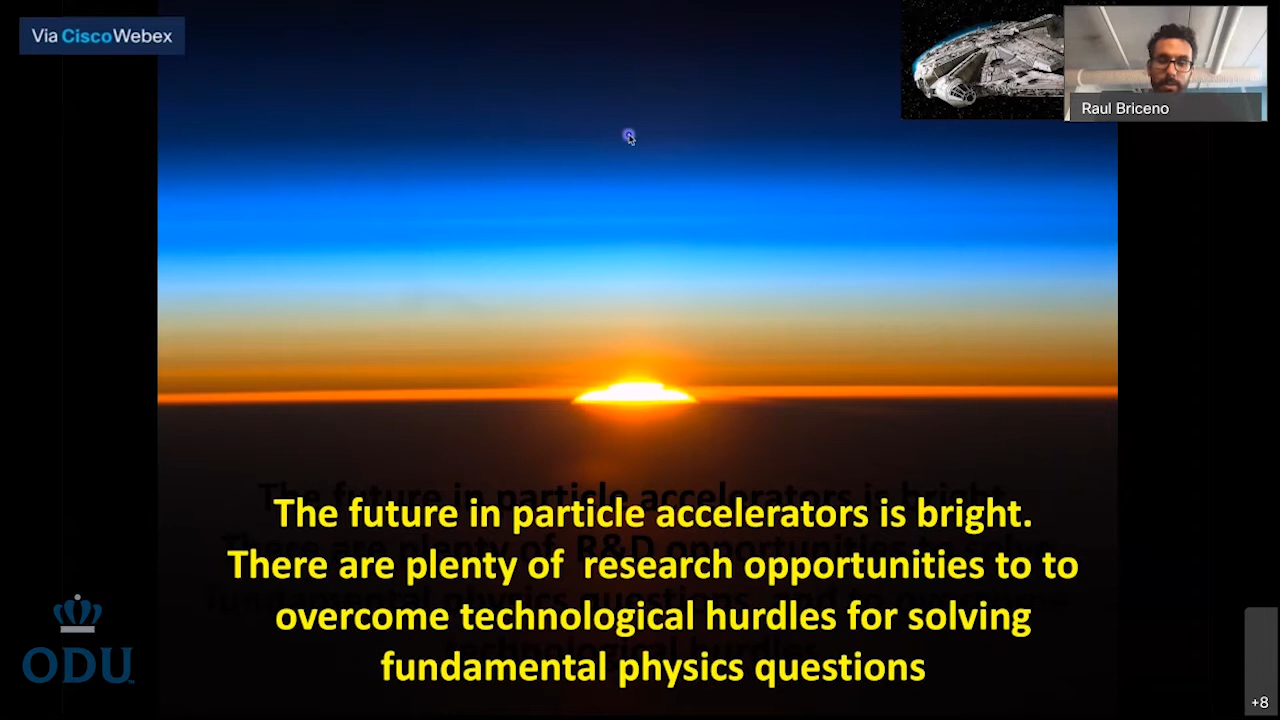 Via CiscoWebex
Raul Briceno
The future in particle accelerators is bright.
There are plenty of  research opportunities to to
overcome technological hurdles for solving
fundamental physics questions
ODU
+8